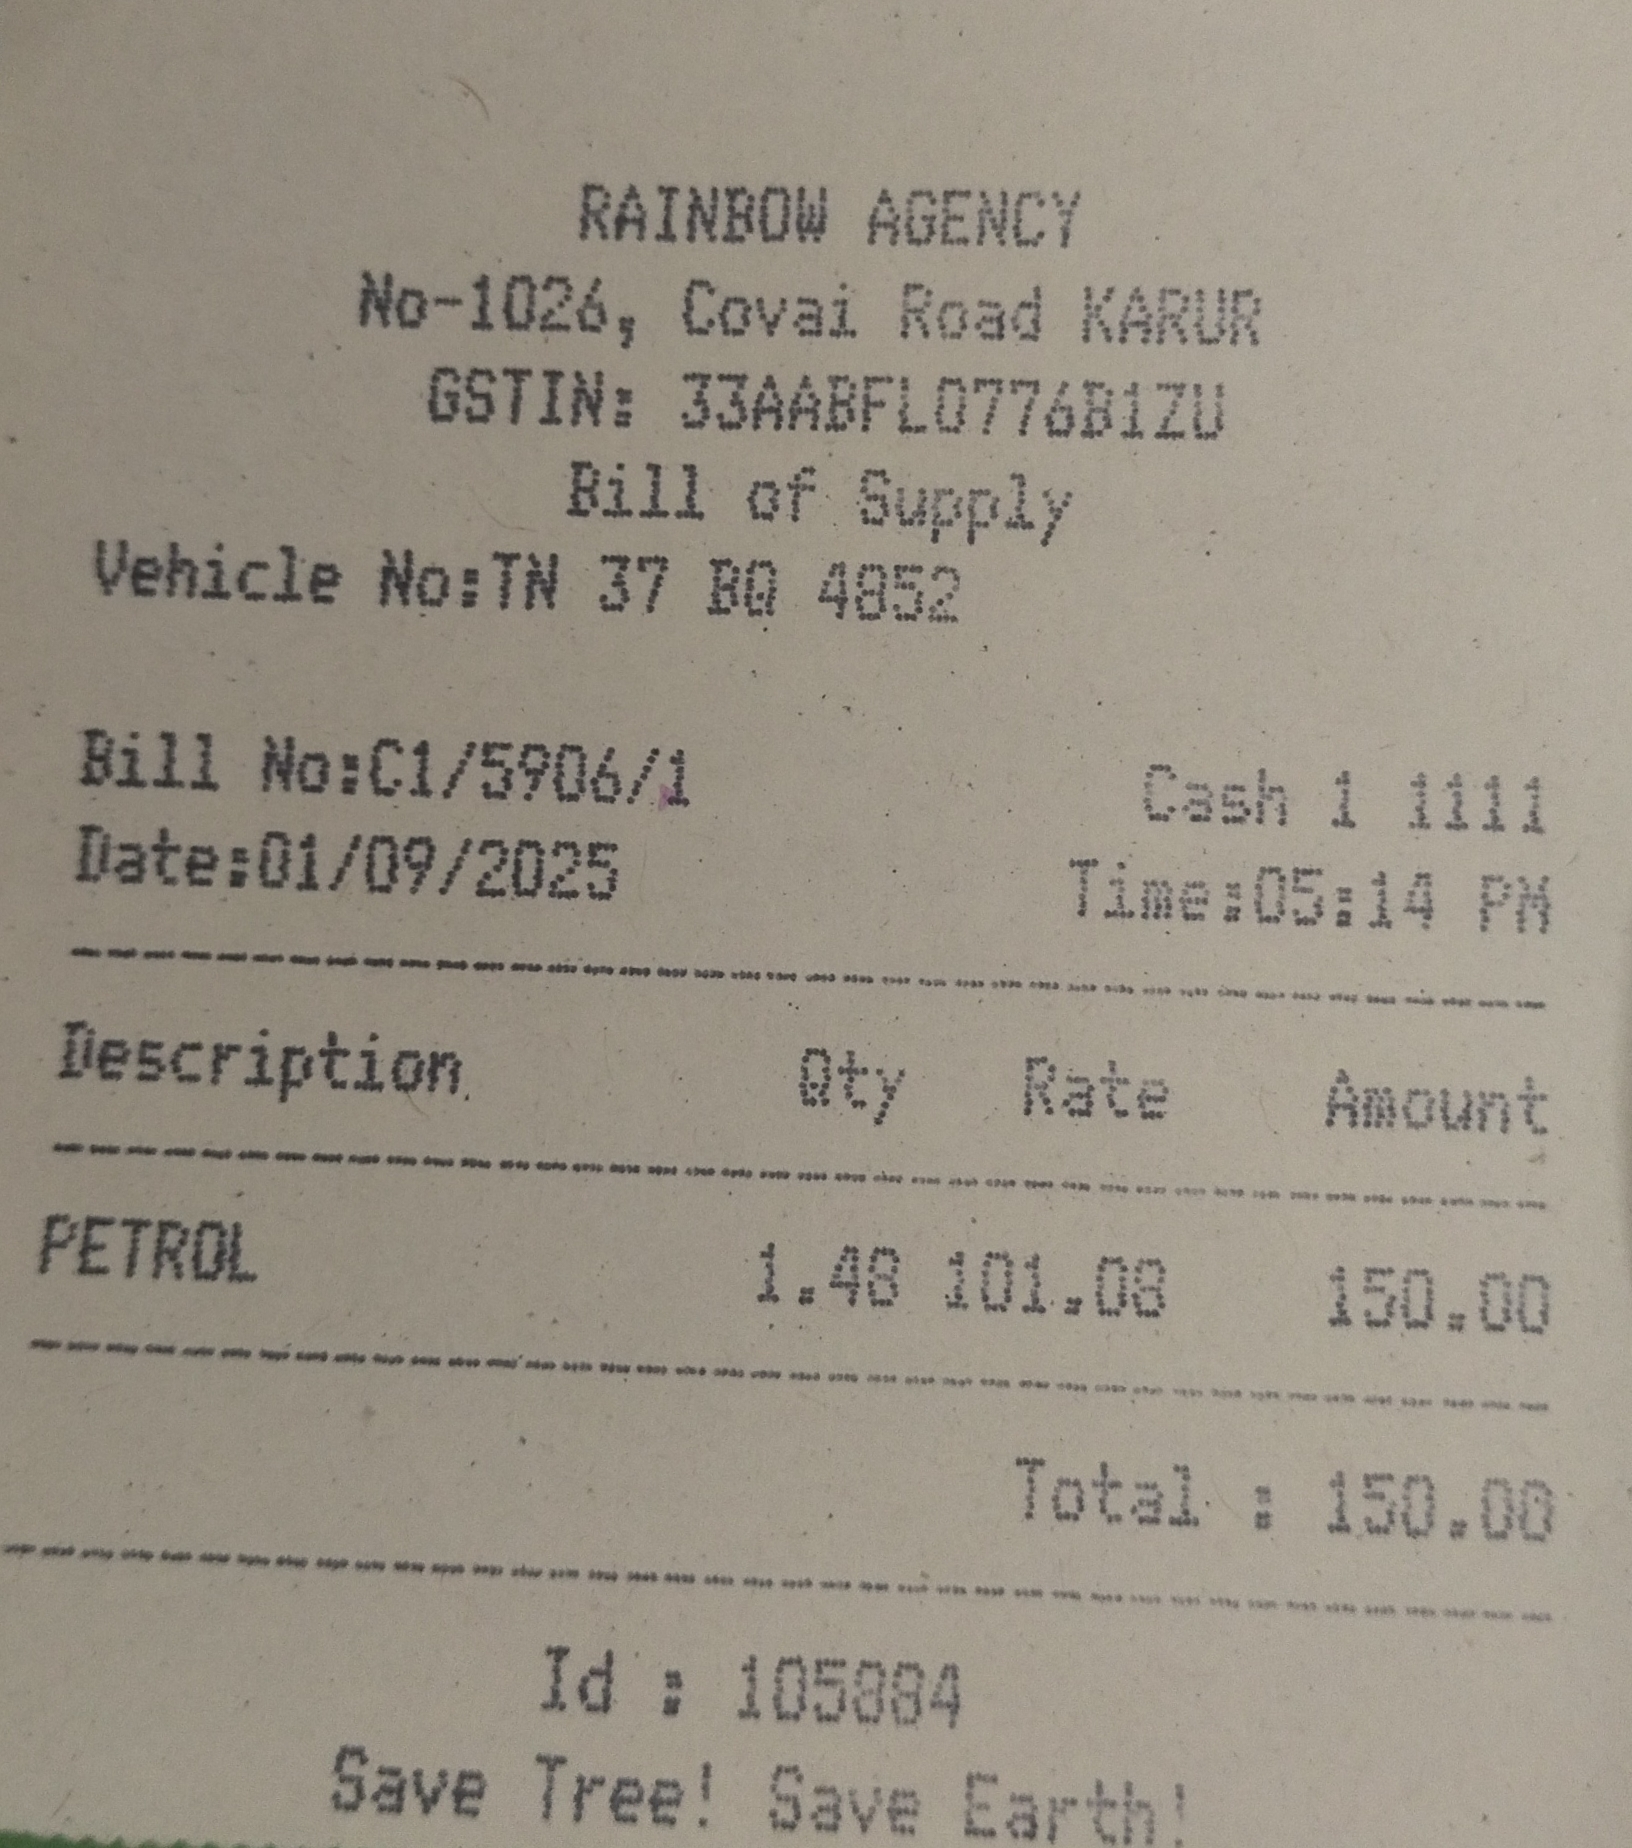 RAINBOW AGENCY
No-1026, Covai Road KARUR
GSTIN: 33AABFL0776B1ZU
Bill of Supply
Vehicle No:TN 37 BQ 4852
Bill No:C1/5906/1 Cash 1 1111
Date:01/09/2025 Time:05:14 PM
Description Qty Rate Amount
PETROL 1.48 101.08 150.00
Total : 150.00
Id : 105884
Save Tree! Save Earth!